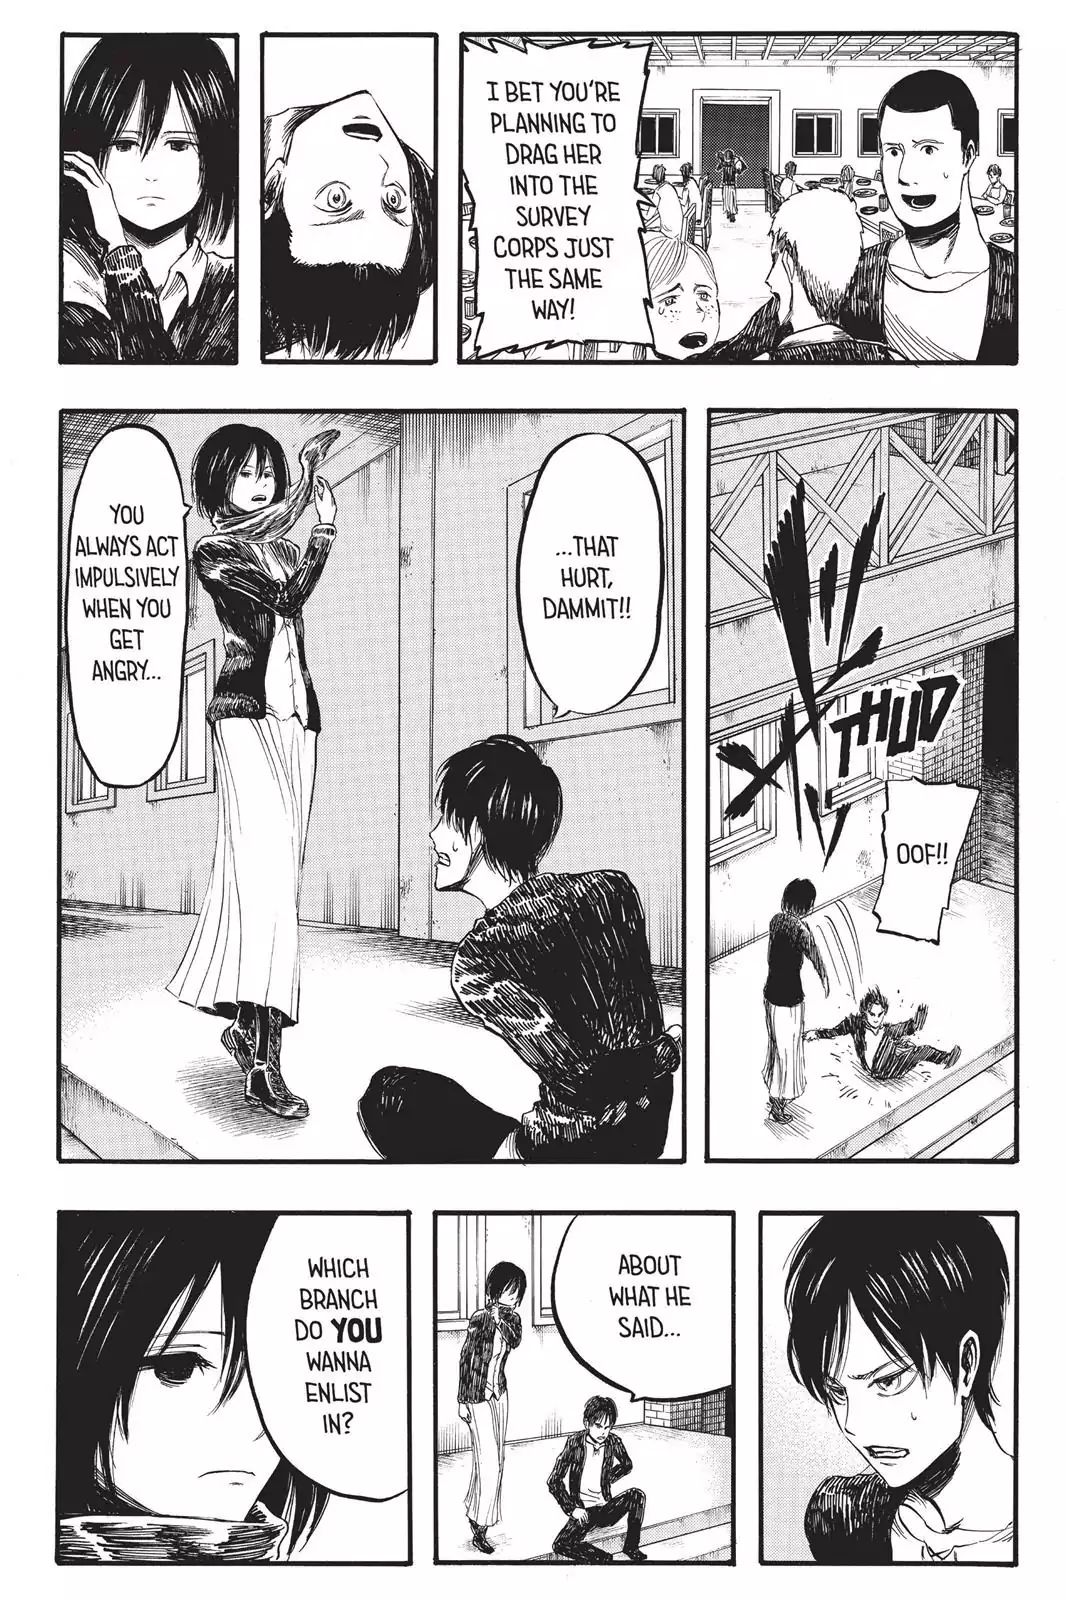 I BET YOU'RE
PLANNING TO
DRAG HER
INTO THE
SURVEY
CORPS JUST
THE SAME
WAY!
THUD
OOF!!
...THAT
HURT,
DAMMIT!!
YOU
ALWAYS ACT
IMPULSIVELY
WHEN YOU
GET
ANGRY...
ABOUT
WHAT HE
SAID...
WHICH
BRANCH
DO YOU
WANNA
ENLIST
IN?